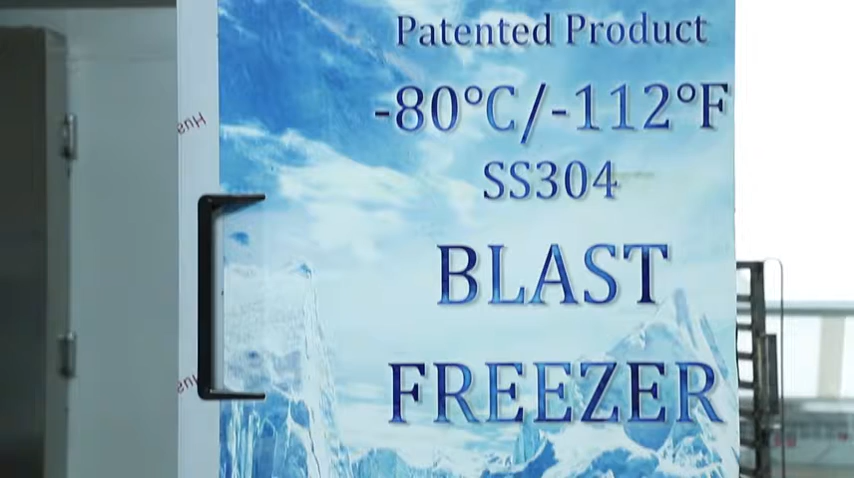 Patented Product
-80°C/-112°F
SS304
BLAST
FREEZER